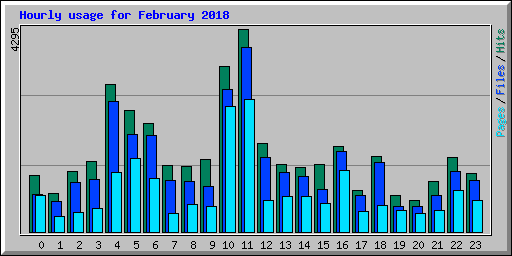 Hourly usage for February 2018
4295
Pages / Files / Hits
0 1 2 3 4 5 6 7 8 9 10 11 12 13 14 15 16 17 18 19 20 21 22 23